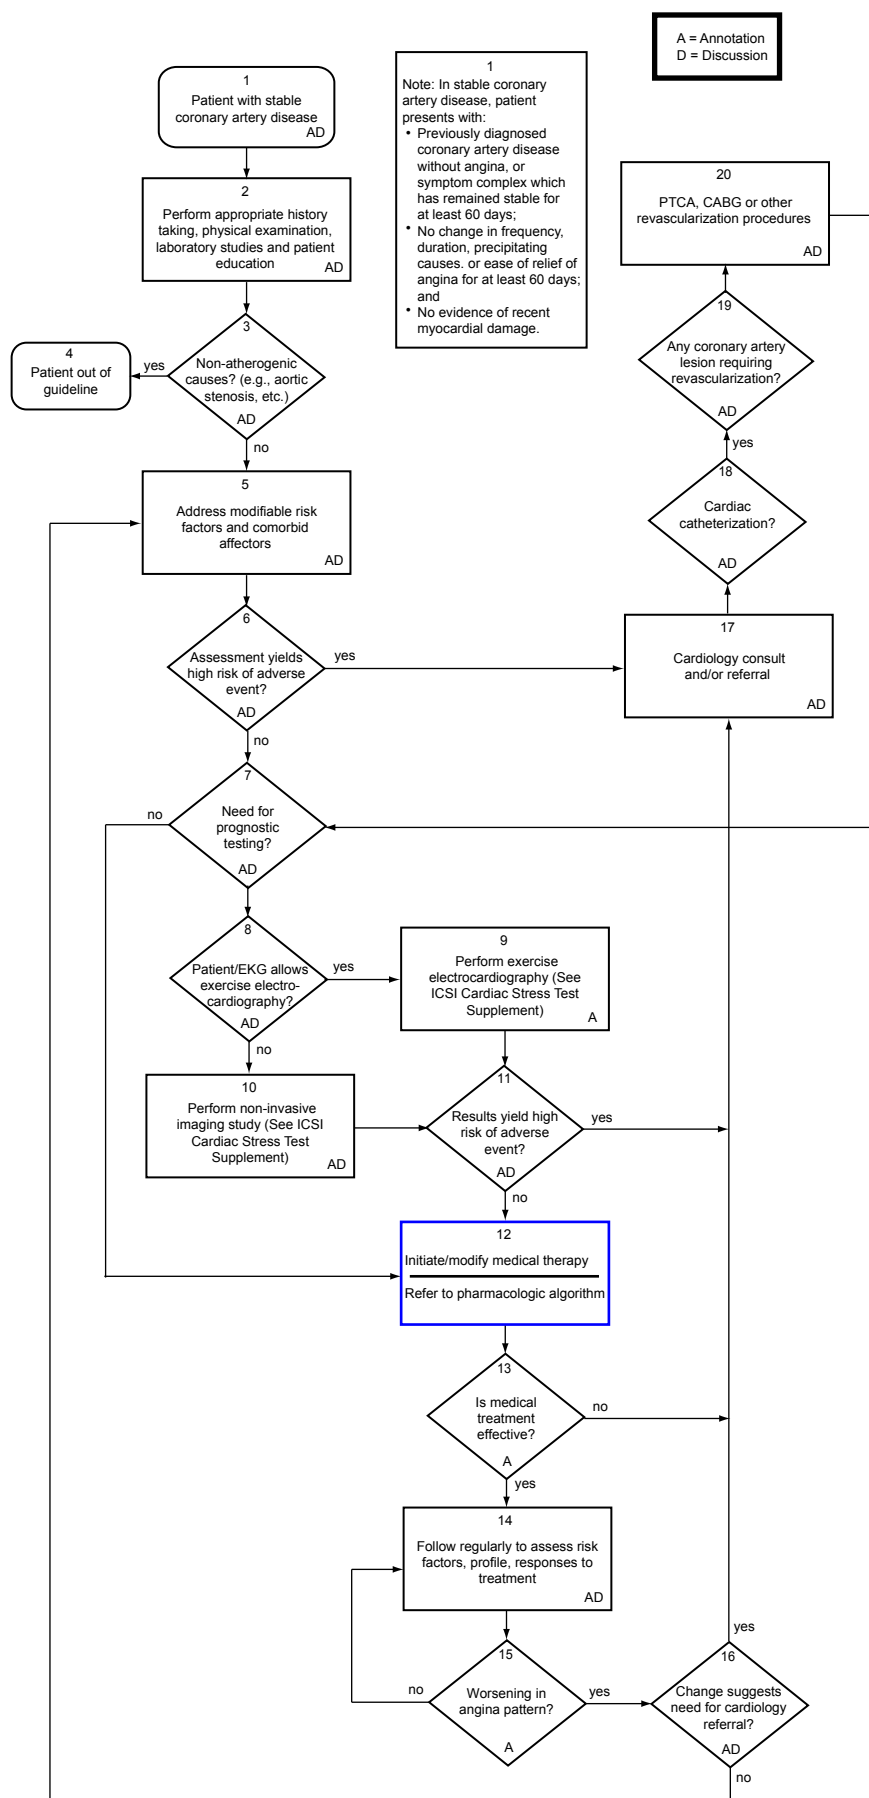 A = Annotation
D = Discussion
1
Patient with stable
coronary artery disease
AD
1
Note: In stable coronary
artery disease, patient
presents with:
• Previously diagnosed
coronary artery disease
without angina, or
symptom complex which
has remained stable for
at least 60 days;
• No change in frequency,
duration, precipitating
causes. or ease of relief of
angina for at least 60 days;
and
• No evidence of recent
myocardial damage.
2
Perform appropriate history
taking, physical examination,
laboratory studies and patient
education
AD
3
Non-atherogenic
causes? (e.g., aortic
stenosis, etc.)
AD
yes
4
Patient out of
guideline
no
5
Address modifiable risk
factors and comorbid
affectors
AD
6
Assessment yields
high risk of adverse
event?
AD
yes
no
7
Need for
prognostic
testing?
AD
no
8
Patient/EKG allows
exercise electro-
cardiography?
AD
yes
no
9
Perform exercise
electrocardiography (See
ICSI Cardiac Stress Test
Supplement)
A
10
Perform non-invasive
imaging study (See ICSI
Cardiac Stress Test
Supplement)
AD
11
Results yield high
risk of adverse
event?
AD
yes
no
12
Initiate/modify medical therapy
Refer to pharmacologic algorithm
13
Is medical
treatment
effective?
A
no
yes
14
Follow regularly to assess risk
factors, profile, responses to
treatment
AD
15
Worsening in
angina pattern?
A
no
yes
16
Change suggests
need for cardiology
referral?
AD
yes
no
17
Cardiology consult
and/or referral
AD
18
Cardiac
catheterization?
AD
yes
19
Any coronary artery
lesion requiring
revascularization?
AD
20
PTCA, CABG or other
revascularization procedures
AD